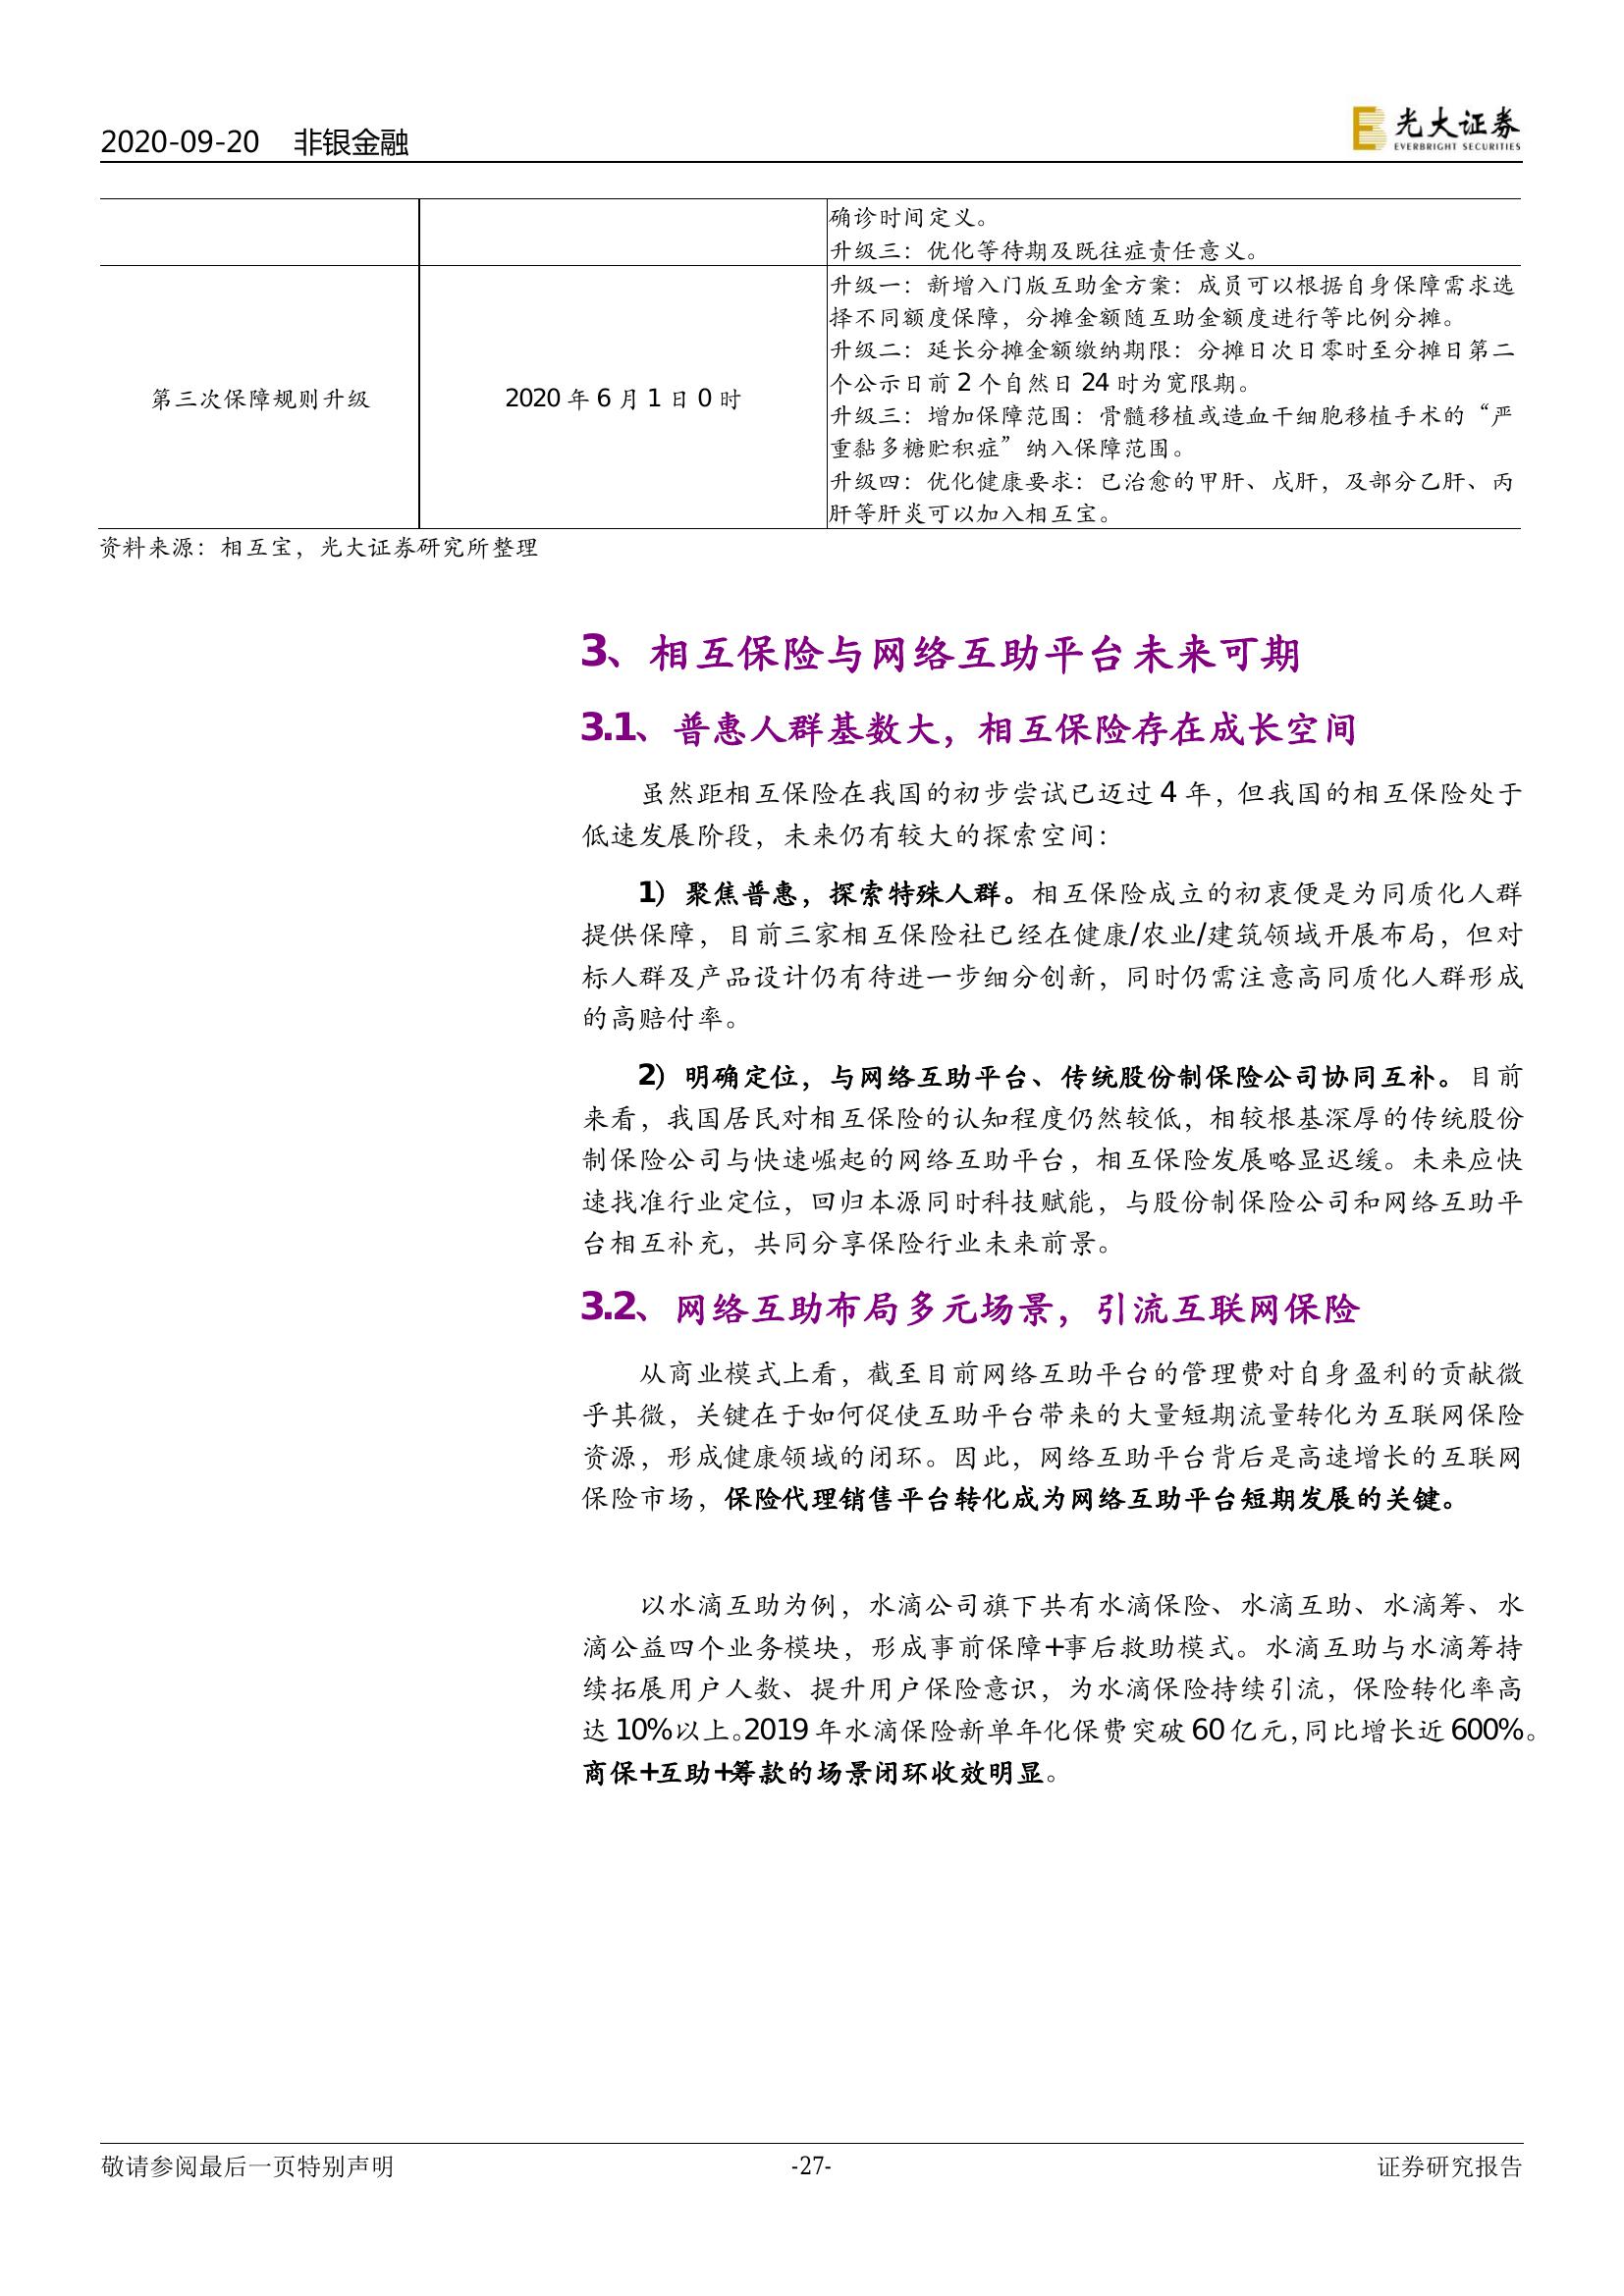 2020-09-20 非银金融
光大证券
EVERBRIGHT SECURITIES
确诊时间定义。
升级三：优化等待期及既往症责任意义。
第三次保障规则升级
2020 年 6 月 1 日 0 时
升级一：新增入门版互助金方案：成员可以根据自身保障需求选
择不同额度保障，分摊金额随互助金额度进行等比例分摊。
升级二：延长分摊金额缴纳期限：分摊日次日零时至分摊日第二
个公示日前 2 个自然日 24 时为宽限期。
升级三：增加保障范围：骨髓移植或造血干细胞移植手术的“严
重黏多糖贮积症”纳入保障范围。
升级四：优化健康要求：已治愈的甲肝、戊肝，及部分乙肝、丙
肝等肝炎可以加入相互宝。
资料来源：相互宝，光大证券研究所整理
3、相互保险与网络互助平台未来可期
3.1、普惠人群基数大，相互保险存在成长空间
虽然距相互保险在我国的初步尝试已迈过 4 年，但我国的相互保险处于
低速发展阶段，未来仍有较大的探索空间：
1）聚焦普惠，探索特殊人群。相互保险成立的初衷便是为同质化人群
提供保障，目前三家相互保险社已经在健康/农业/建筑领域开展布局，但对
标人群及产品设计仍有待进一步细分创新，同时仍需注意高同质化人群形成
的高赔付率。
2）明确定位，与网络互助平台、传统股份制保险公司协同互补。目前
来看，我国居民对相互保险的认知程度仍然较低，相较根基深厚的传统股份
制保险公司与快速崛起的网络互助平台，相互保险发展略显迟缓。未来应快
速找准行业定位，回归本源同时科技赋能，与股份制保险公司和网络互助平
台相互补充，共同分享保险行业未来前景。
3.2、网络互助布局多元场景，引流互联网保险
从商业模式上看，截至目前网络互助平台的管理费对自身盈利的贡献微
乎其微，关键在于如何促使互助平台带来的大量短期流量转化为互联网保险
资源，形成健康领域的闭环。因此，网络互助平台背后是高速增长的互联网
保险市场，保险代理销售平台转化成为网络互助平台短期发展的关键。
以水滴互助为例，水滴公司旗下共有水滴保险、水滴互助、水滴筹、水
滴公益四个业务模块，形成事前保障+事后救助模式。水滴互助与水滴筹持
续拓展用户人数、提升用户保险意识，为水滴保险持续引流，保险转化率高
达 10%以上。2019 年水滴保险新单年化保费突破 60 亿元，同比增长近 600%。
商保+互助+筹款的场景闭环收效明显。
敬请参阅最后一页特别声明
-27-
证券研究报告